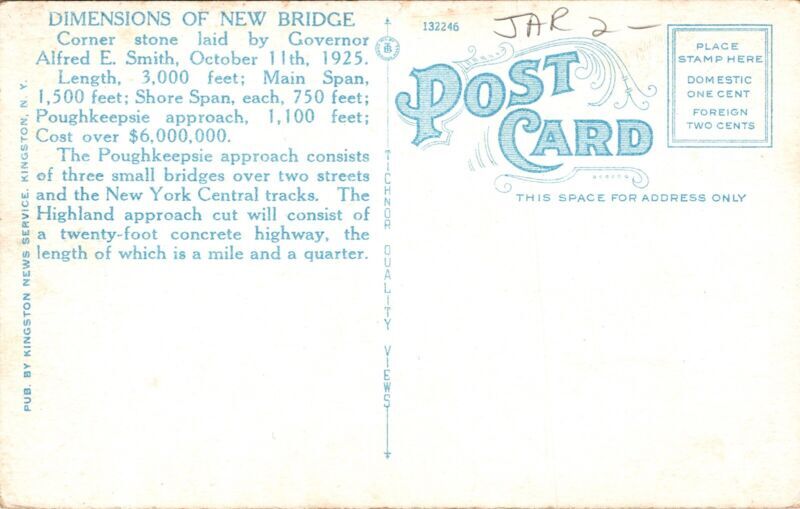 DIMENSIONS OF NEW BRIDGE
Corner stone laid by Governor
Alfred E. Smith, October 11th, 1925.
Length, 3,000 feet; Main Span,
1,500 feet; Shore Span, each, 750 feet;
Poughkeepsie approach, 1,100 feet;
Cost over $6,000,000.
The Poughkeepsie approach consists
of three small bridges over two streets
and the New York Central tracks. The
Highland approach cut will consist of
a twenty-foot concrete highway, the
length of which is a mile and a quarter.
PUB. BY KINGSTON NEWS SERVICE, KINGSTON, N. Y.
TICHNOR QUALITY VIEWS
132246
JAR 2 –
POST
CARD
THIS SPACE FOR ADDRESS ONLY
PLACE
STAMP HERE
DOMESTIC
ONE CENT
FOREIGN
TWO CENTS